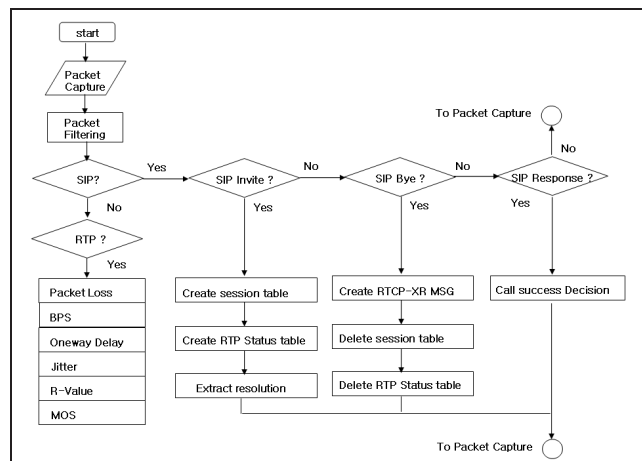 start
Packet
Capture
Packet
Filtering
To Packet Capture
No
SIP?
Yes
SIP Invite ?
No
SIP Bye ?
No
SIP Response ?
No
Yes
Yes
Yes
RTP ?
Yes
Packet Loss
BPS
Oneway Delay
Jitter
R-Value
MOS
Create session table
Create RTP Status table
Extract resolution
Create RTCP-XR MSG
Delete session table
Delete RTP Status table
Call success Decision
To Packet Capture